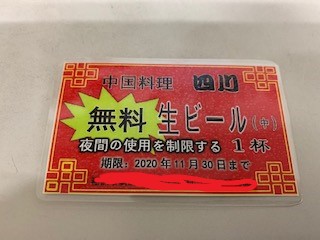 中国料理 四川
無料 生ビール(中)
夜間の使用を制限する 1杯
期限: 2020年11月30日まで